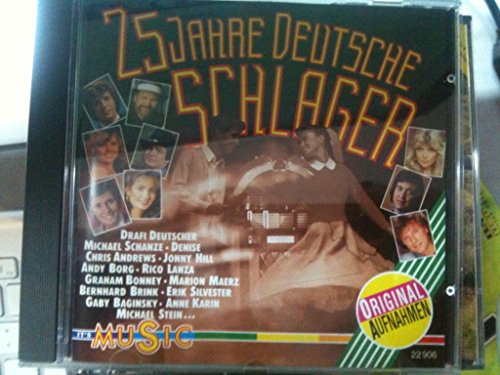 25 JAHRE DEUTSCHE
SCHLAGER
DRAFI DEUTSCHER
MICHAEL SCHANZE · DENISE
CHRIS ANDREWS · JONNY HILL
ANDY BORG · RICO LANZA
GRAHAM BONNEY · MARION MAERZ
BERNHARD BRINK · ERIK SILVESTER
GABY BAGINSKY · ANNE KARIN
MICHAEL STEIN...
IT'S MUSIC
ORIGINAL
AUFNAHMEN
22 906